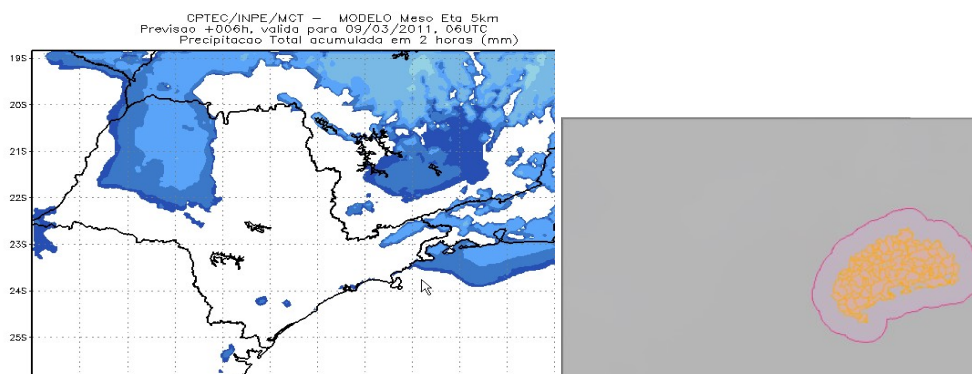 CPTEC/INPE/MCT — MODELO Meso Eta 5km
Previsao +006h, valida para 09/03/2011, 06UTC
Precipitacao Total acumulada em 2 horas (mm)
19S
20S
21S
22S
23S
24S
25S